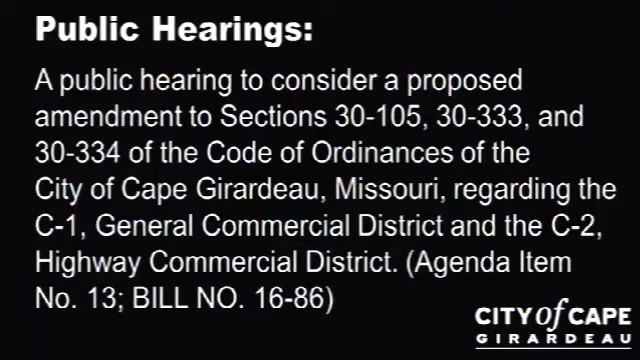 Public Hearings:
A public hearing to consider a proposed
amendment to Sections 30-105, 30-333, and
30-334 of the Code of Ordinances of the
City of Cape Girardeau, Missouri, regarding the
C-1, General Commercial District and the C-2,
Highway Commercial District. (Agenda Item
No. 13; BILL NO. 16-86)
CITY of CAPE
GIRARDEAU